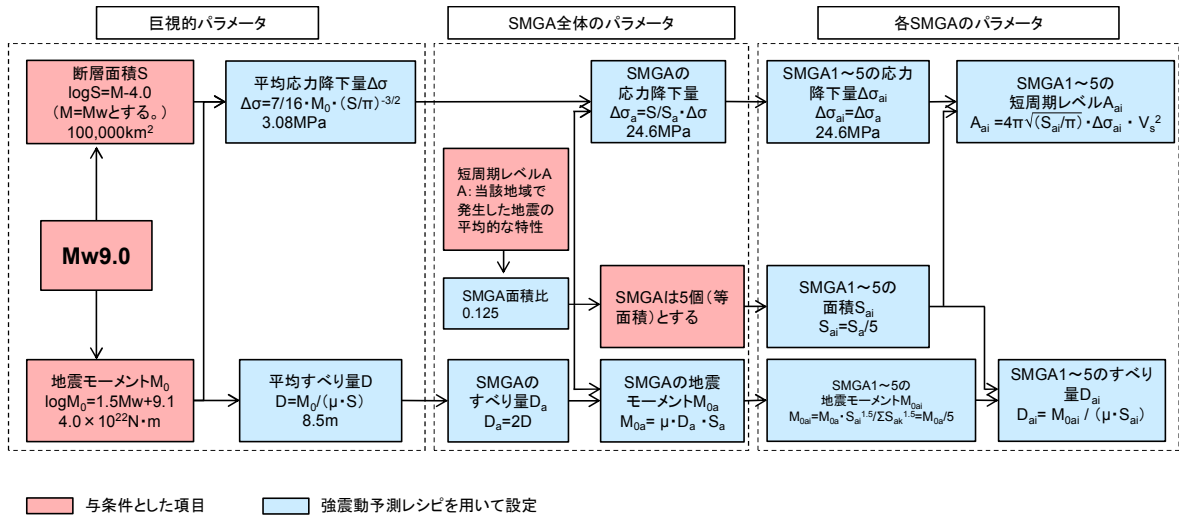 巨視的パラメータ
SMGA全体のパラメータ
各SMGAのパラメータ
断層面積S
logS=M-4.0
(M=Mwとする。)
100,000km²
平均応力降下量Δσ
Δσ=7/16・M₀・(S/π)⁻³/²
3.08MPa
Mw9.0
地震モーメントM₀
logM₀=1.5Mw+9.1
4.0×10²²N・m
平均すべり量D
D=M₀/(μ・S)
8.5m
SMGAの
応力降下量
Δσₐ=S/Sₐ・Δσ
24.6MPa
短周期レベルA
A:当該地域で
発生した地震の
平均的な特性
SMGA面積比
0.125
SMGAは5個(等
面積)とする
SMGAの
すべり量Dₐ
Dₐ=2D
SMGAの地震
モーメントM₀ₐ
M₀ₐ= μ・Dₐ・Sₐ
SMGA1~5の応力
降下量Δσₐᵢ
Δσₐᵢ=Δσₐ
24.6MPa
SMGA1~5の
短周期レベルAₐᵢ
Aₐᵢ =4π√(Sₐᵢ/π)・Δσₐᵢ・Vₛ²
SMGA1~5の
面積Sₐᵢ
Sₐᵢ=Sₐ/5
SMGA1~5の
地震モーメントM₀ₐᵢ
M₀ₐᵢ=M₀ₐ・Sₐᵢ¹·⁵/ΣSₐₖ¹·⁵=M₀ₐ/5
SMGA1~5のすべり
量Dₐᵢ
Dₐᵢ= M₀ₐᵢ / (μ・Sₐᵢ)
与条件とした項目
強震動予測レシピを用いて設定